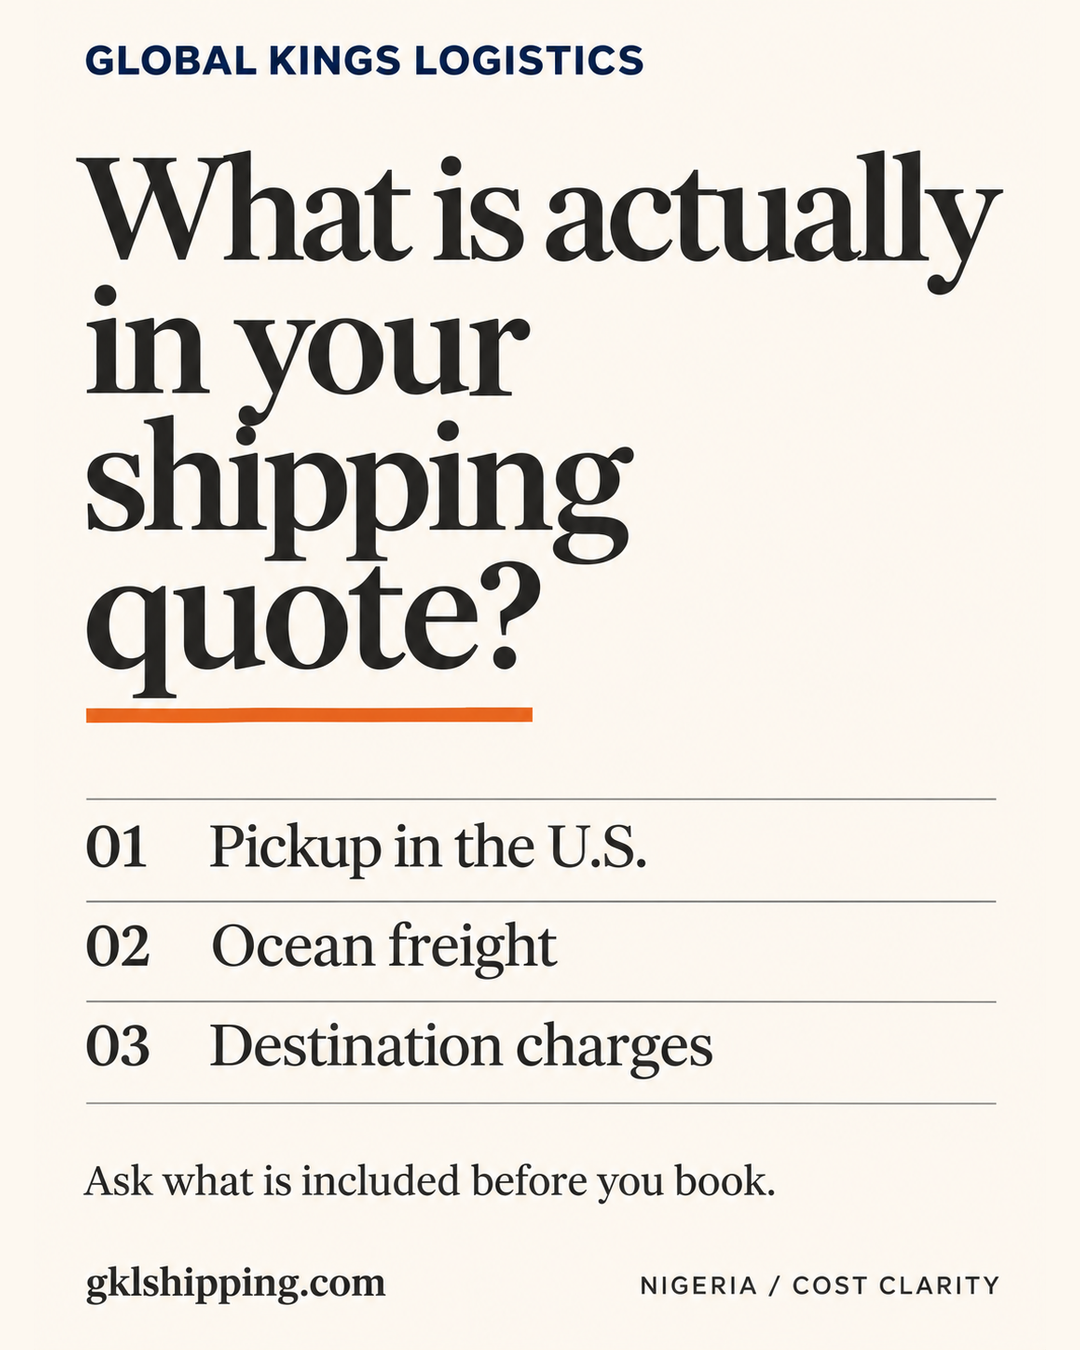 GLOBAL KINGS LOGISTICS
What is actually
in your
shipping
quote?
01 Pickup in the U.S.
02 Ocean freight
03 Destination charges
Ask what is included before you book.
gklshipping.com
NIGERIA / COST CLARITY